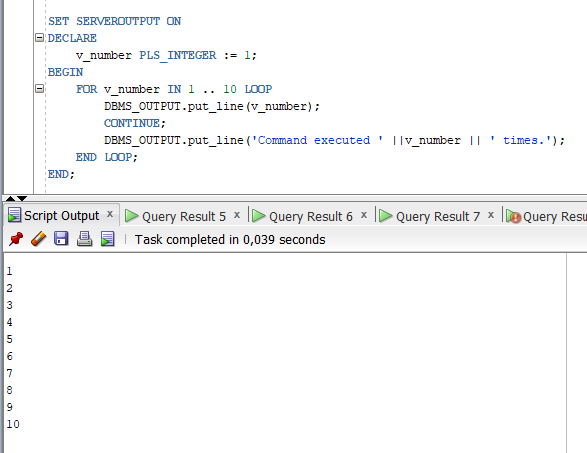 SET SERVEROUTPUT ON
DECLARE
v_number PLS_INTEGER := 1;
BEGIN
FOR v_number IN 1 .. 10 LOOP
DBMS_OUTPUT.put_line(v_number);
CONTINUE;
DBMS_OUTPUT.put_line('Command executed ' ||v_number || ' times.');
END LOOP;
END;
Script Output x Query Result 5 x Query Result 6 x Query Result 7 x Query Resu
Task completed in 0,039 seconds
1
2
3
4
5
6
7
8
9
10